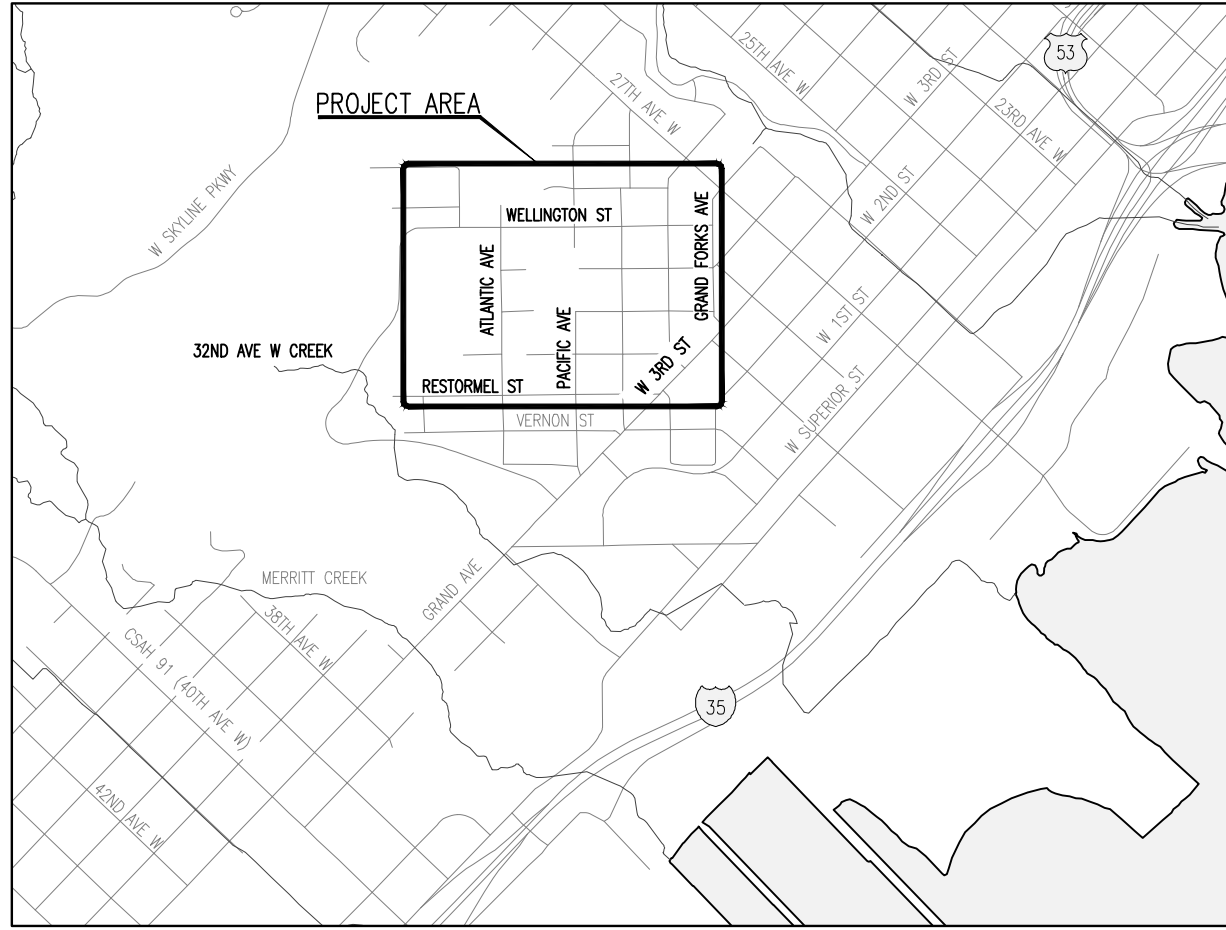 53
25TH AVE W
W 3RD ST
27TH AVE W
23RD AVE W
PROJECT AREA
W SKYLINE PKWY
W 2ND ST
WELLINGTON ST
GRAND FORKS AVE
ATLANTIC AVE
PACIFIC AVE
W 1ST ST
32ND AVE W CREEK
W 3RD ST
RESTORMEL ST
VERNON ST
W SUPERIOR ST
MERRITT CREEK
GRAND AVE
38TH AVE W
CSAH 91 (40TH AVE W)
35
42ND AVE W